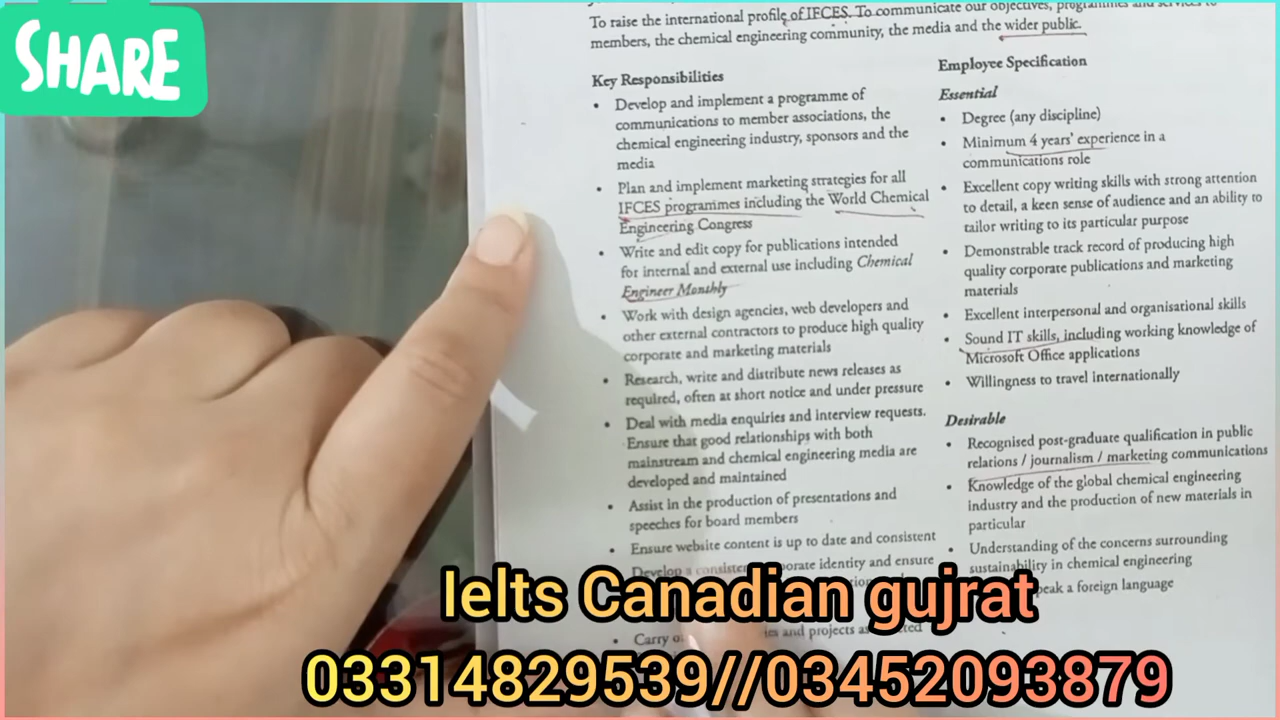 SHARE
To raise the international profile of IFCES. To communicate our objectives, programmes and services to
members, the chemical engineering community, the media and the wider public.
Key Responsibilities
• Develop and implement a programme of
communications to member associations, the
chemical engineering industry, sponsors and the
media
• Plan and implement marketing strategies for all
IFCES programmes including the World Chemical
Engineering Congress
• Write and edit copy for publications intended
for internal and external use including Chemical
Engineer Monthly
• Work with design agencies, web developers and
other external contractors to produce high quality
corporate and marketing materials
• Research, write and distribute news releases as
required, often at short notice and under pressure
• Deal with media enquiries and interview requests.
Ensure that good relationships with both
mainstream and chemical engineering media are
developed and maintained
• Assist in the production of presentations and
speeches for board members
• Ensure website content is up to date and consistent
Develop a identity and ensure
• Carry and projects as
Employee Specification
Essential
• Degree (any discipline)
• Minimum 4 years' experience in a
communications role
• Excellent copy writing skills with strong attention
to detail, a keen sense of audience and an ability to
tailor writing to its particular purpose
• Demonstrable track record of producing high
quality corporate publications and marketing
materials
• Excellent interpersonal and organisational skills
• Sound IT skills, including working knowledge of
Microsoft Office applications
• Willingness to travel internationally
Desirable
• Recognised post-graduate qualification in public
relations / journalism / marketing communications
• Knowledge of the global chemical engineering
industry and the production of new materials in
particular
• Understanding of the concerns surrounding
sustainability in chemical engineering
a foreign language
Ielts Canadian gujrat
03314829539//03452093879